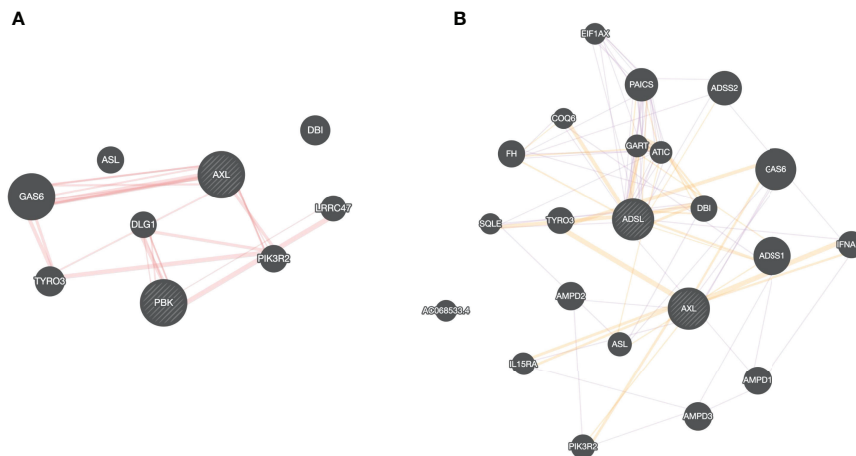 A
B
DBI
ASL
AXL
GAS6
LRRC47
DLG1
PIK3R2
TYRO3
PBK
EIF1AX
PAICS
ADSS2
COQ6
GART
ATIC
FH
GAS6
DBI
SQLE
TYRO3
ADSL
IFNA
ADSS1
AMPD2
AC068533.4
AXL
ASL
IL15RA
AMPD1
AMPD3
PIK3R2